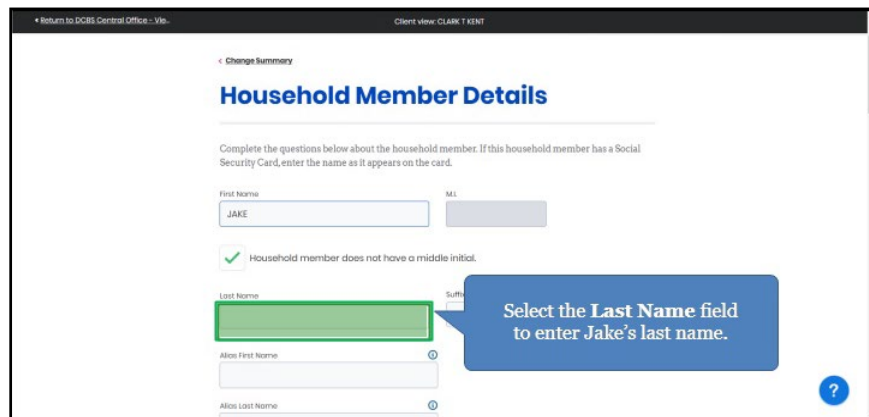 Return to DCBS Central Office - Vie..
Client view: CLARK T KENT
< Change Summary
Household Member Details
Complete the questions below about the household member. If this household member has a Social
Security Card, enter the name as it appears on the card.
First Name
M.I.
JAKE
Household member does not have a middle initial.
Last Name
Select the Last Name field
to enter Jake's last name.
Alias First Name
Alias Last Name
?